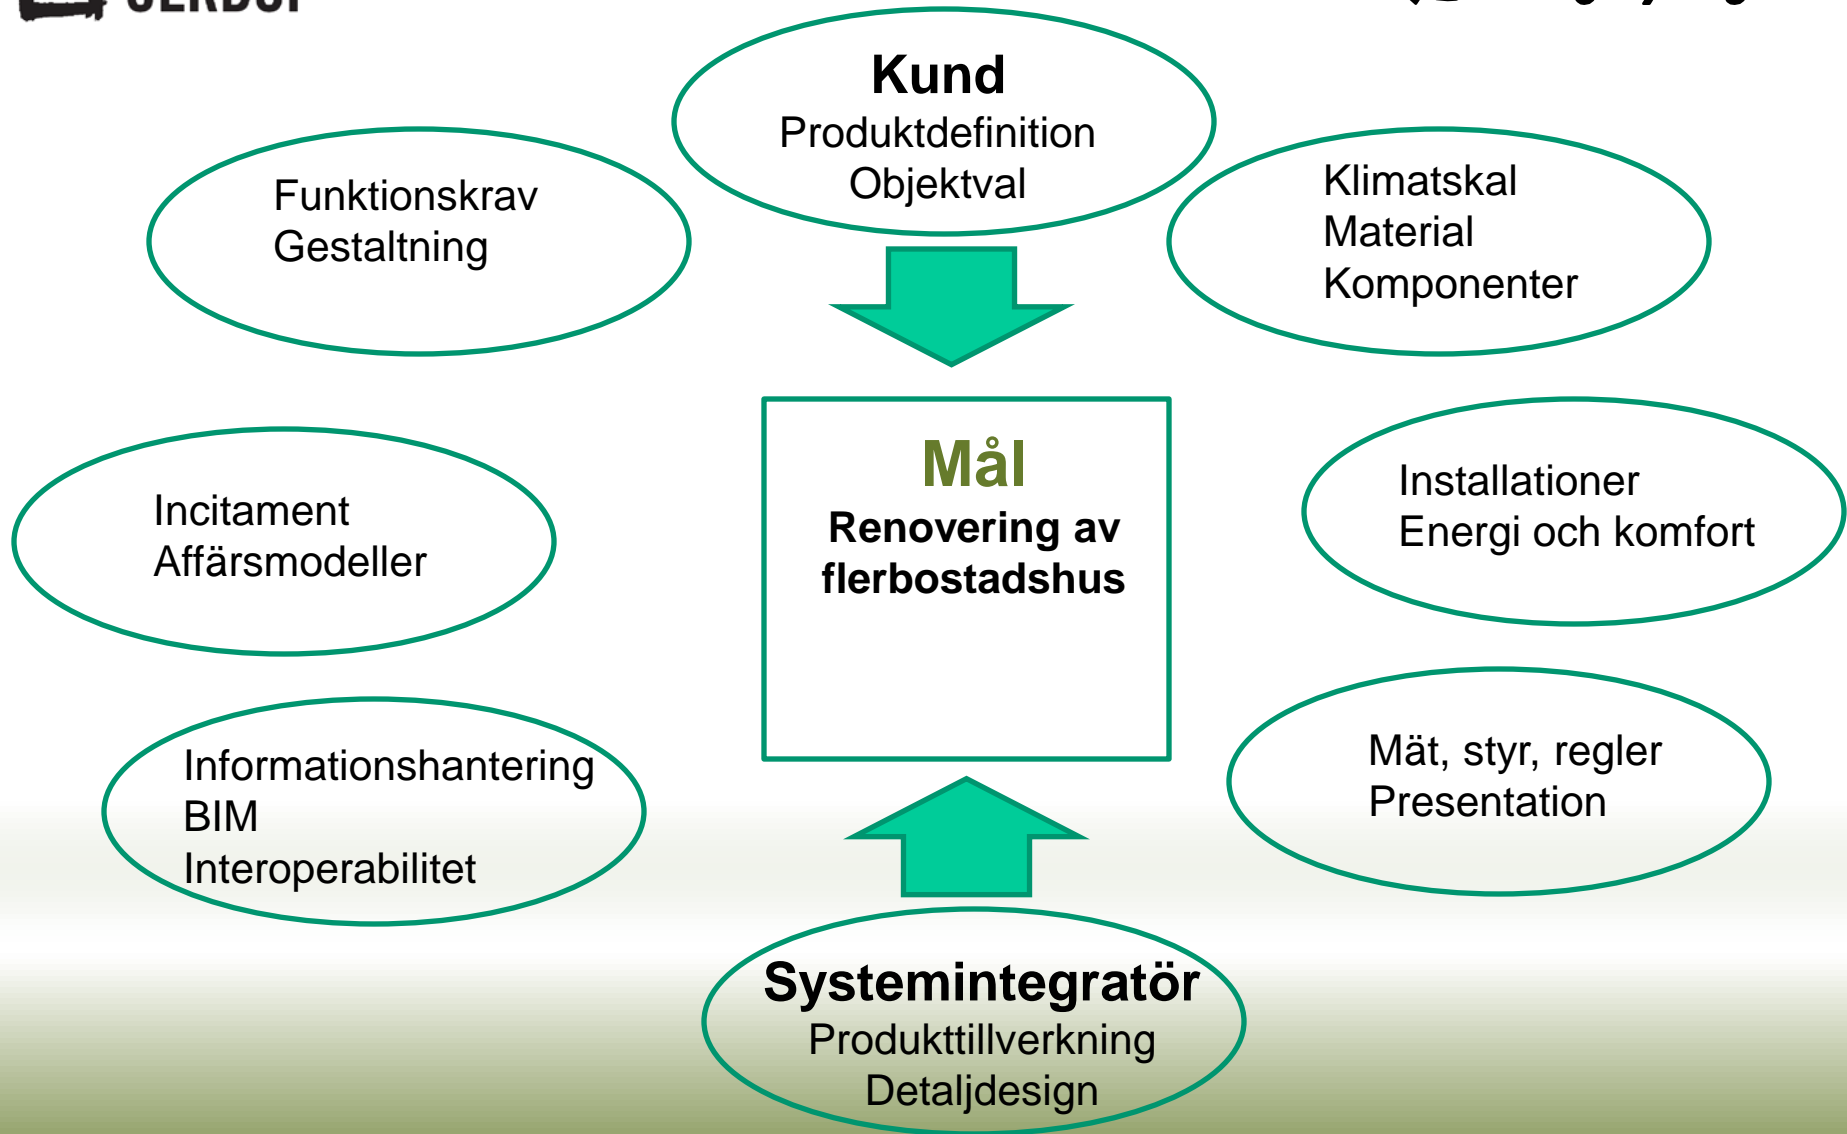 Kund
Produktdefinition
Objektval
Funktionskrav
Gestaltning
Klimatskal
Material
Komponenter
Mål
Renovering av
flerbostadshus
Incitament
Affärsmodeller
Installationer
Energi och komfort
Informationshantering
BIM
Interoperabilitet
Mät, styr, regler
Presentation
Systemintegratör
Produkttillverkning
Detaljdesign